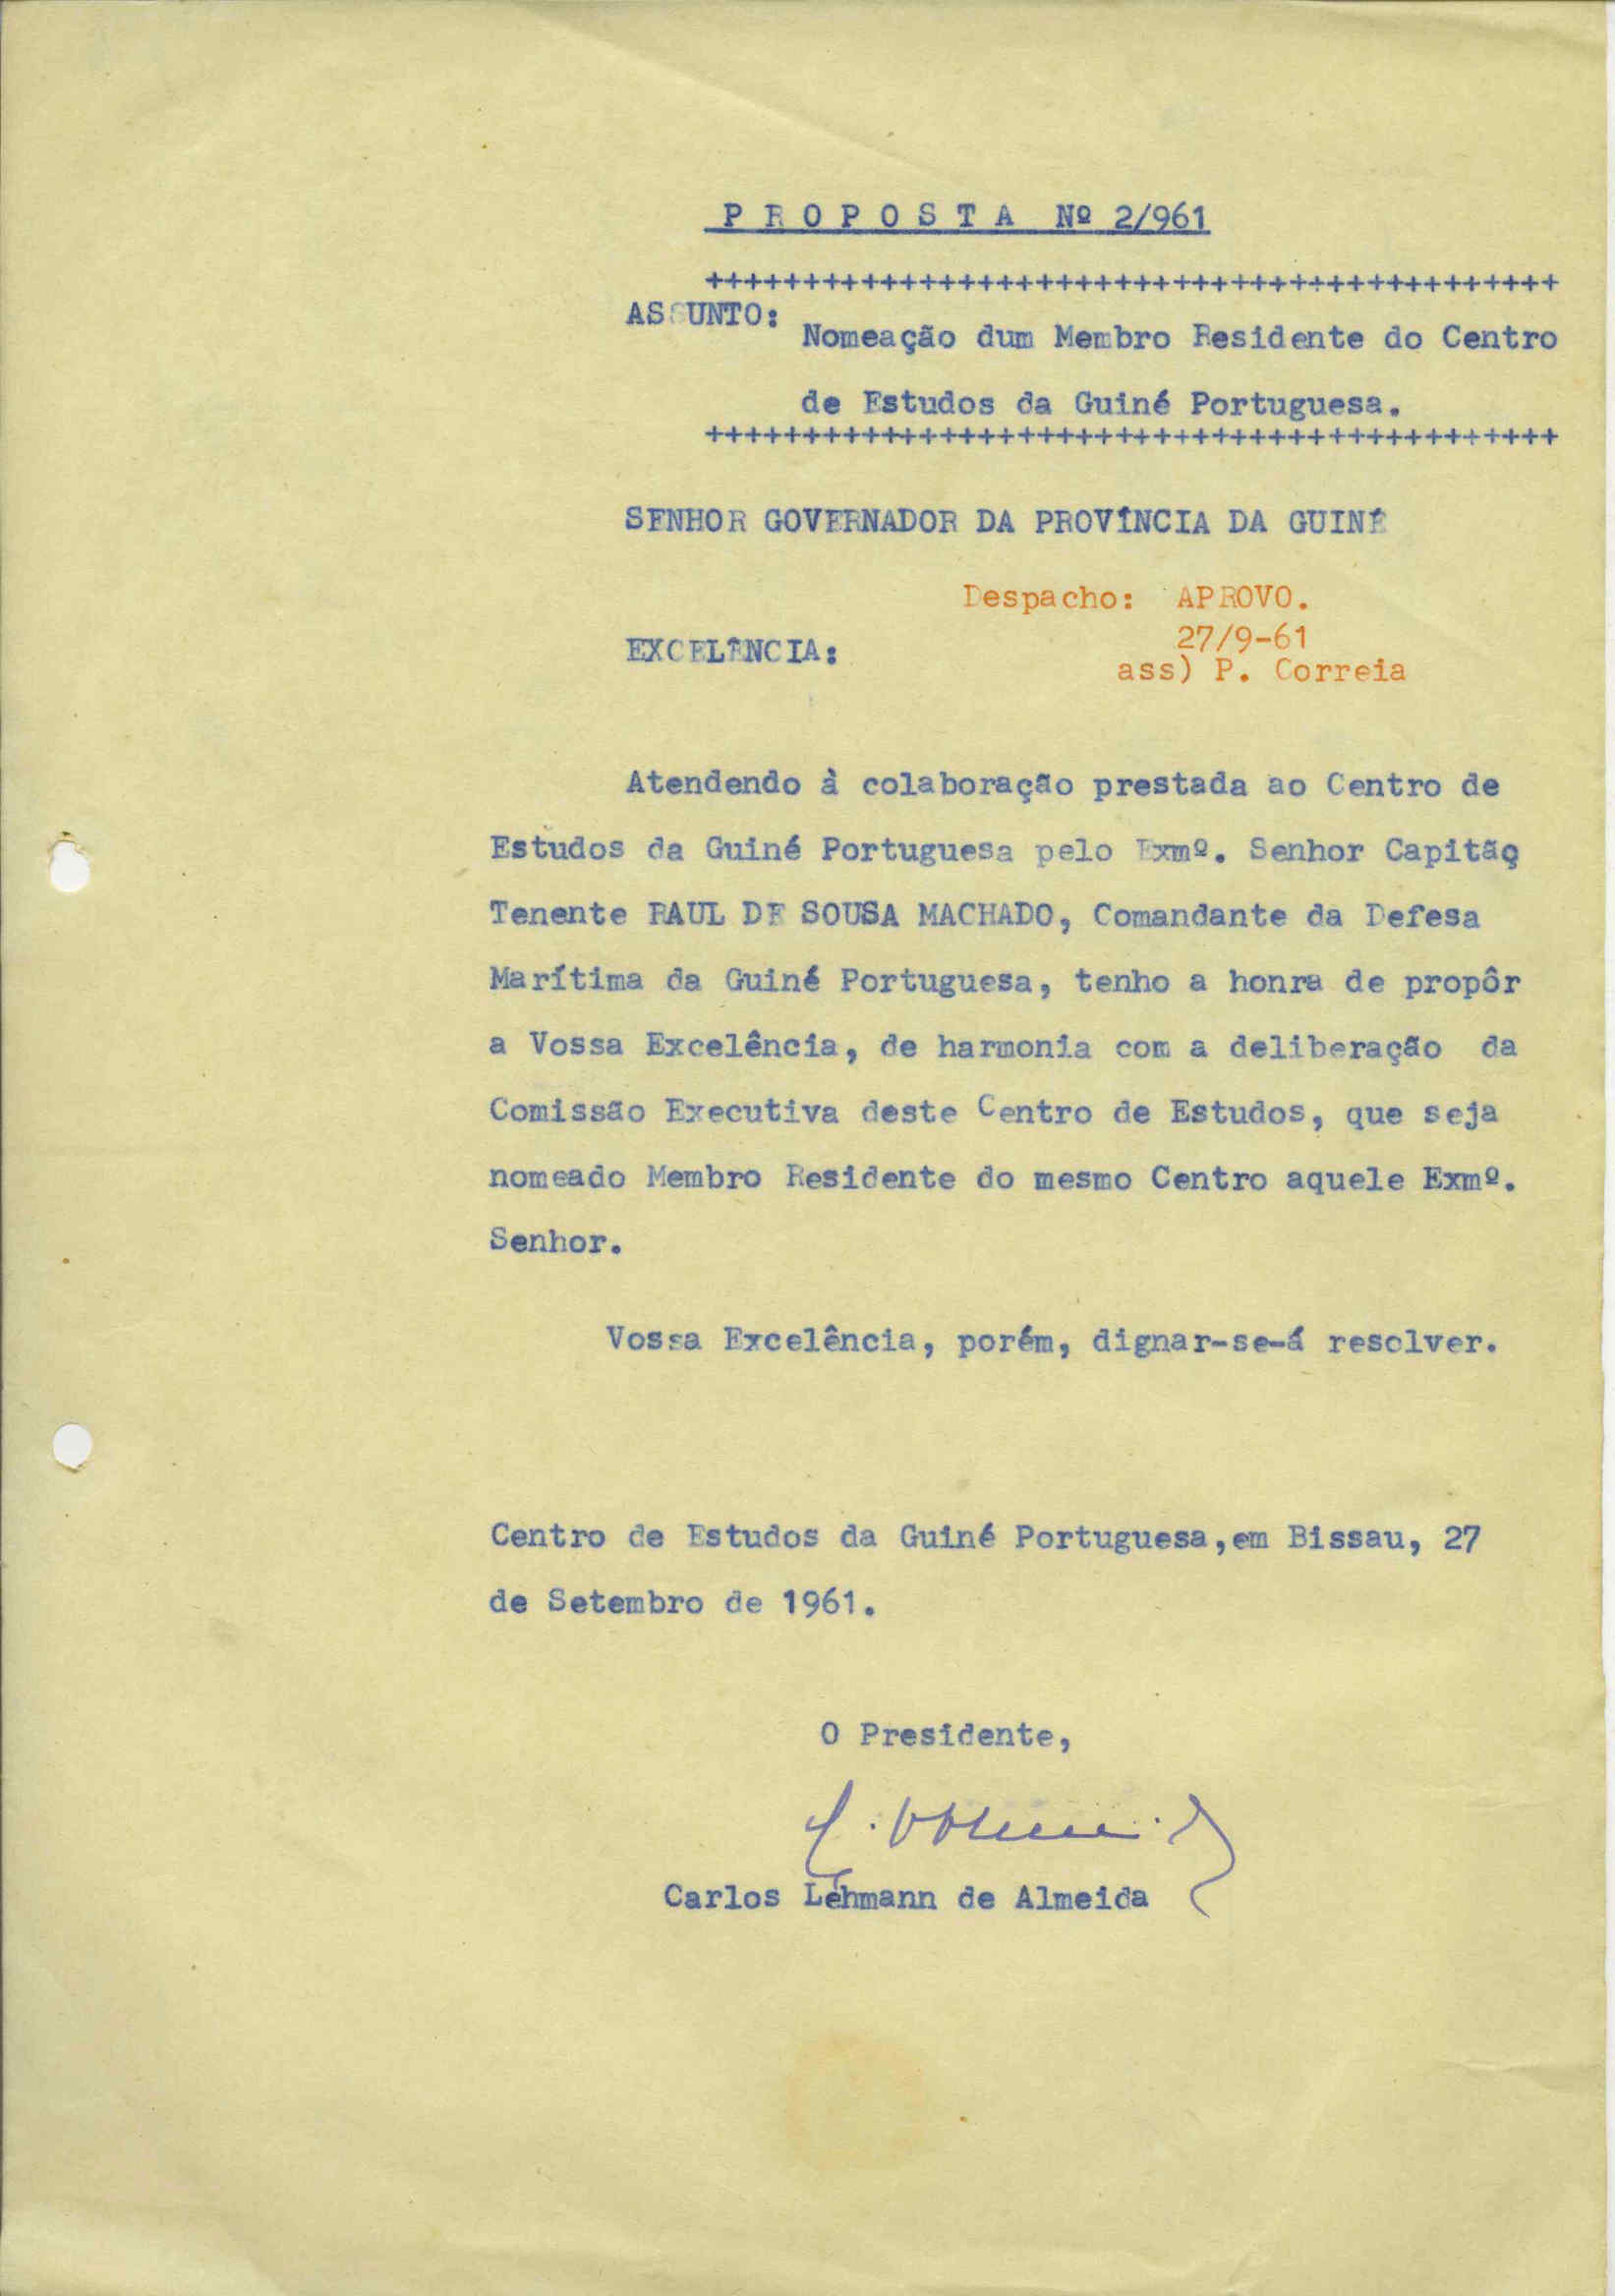 P R O P O S T A Nº 2/961
++++++++++++++++++++++++++++++++++++++++++++
ASSUNTO:
Nomeação dum Membro Residente do Centro
de Estudos da Guiné Portuguesa.
++++++++++++++++++++++++++++++++++++++++++++
SENHOR GOVERNADOR DA PROVÍNCIA DA GUINÉ
Despacho: APROVO.
27/9-61
EXCELÊNCIA:
ass) P. Correia
Atendendo à colaboração prestada ao Centro de
Estudos da Guiné Portuguesa pelo Exmº. Senhor Capitão
Tenente RAUL DE SOUSA MACHADO, Comandante da Defesa
Marítima da Guiné Portuguesa, tenho a honra de propôr
a Vossa Excelência, de harmonia com a deliberação da
Comissão Executiva deste Centro de Estudos, que seja
nomeado Membro Residente do mesmo Centro aquele Exmº.
Senhor.
Vossa Excelência, porém, dignar-se-á resolver.
Centro de Estudos da Guiné Portuguesa,em Bissau, 27
de Setembro de 1961.
O Presidente,
Carlos Lehmann de Almeida